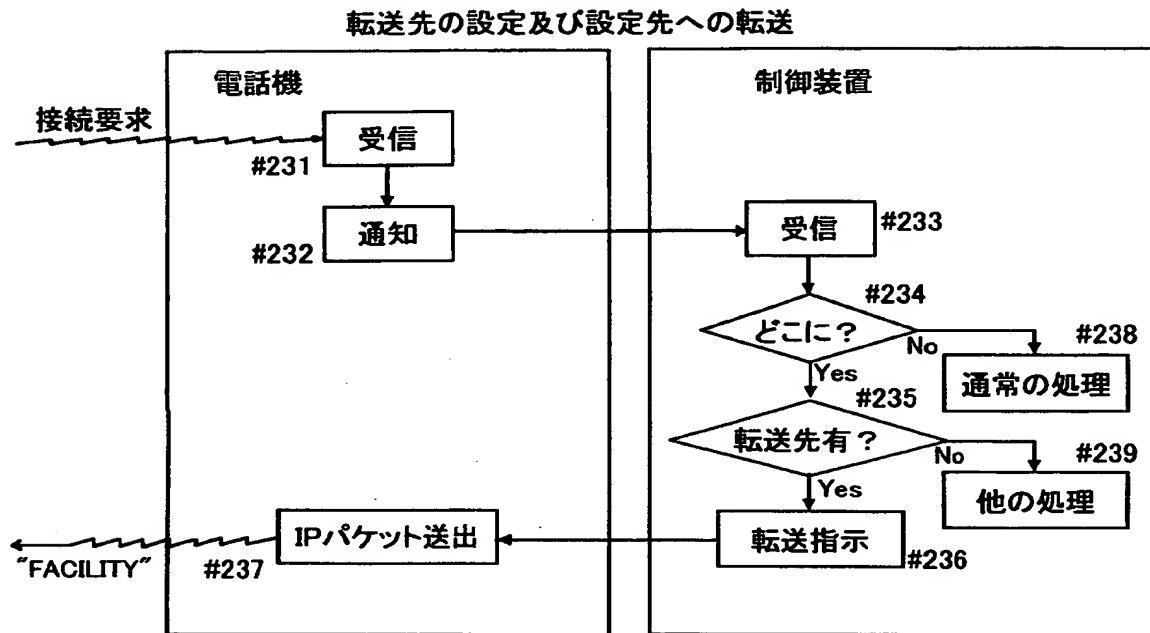 転送先の設定及び設定先への転送
電話機
制御装置
接続要求
受信
#231
通知
#232
受信
#233
#234
どこに?
No
#238
通常の処理
Yes
#235
転送先有?
No
#239
他の処理
Yes
転送指示
#236
IPパケット送出
#237
"FACILITY"